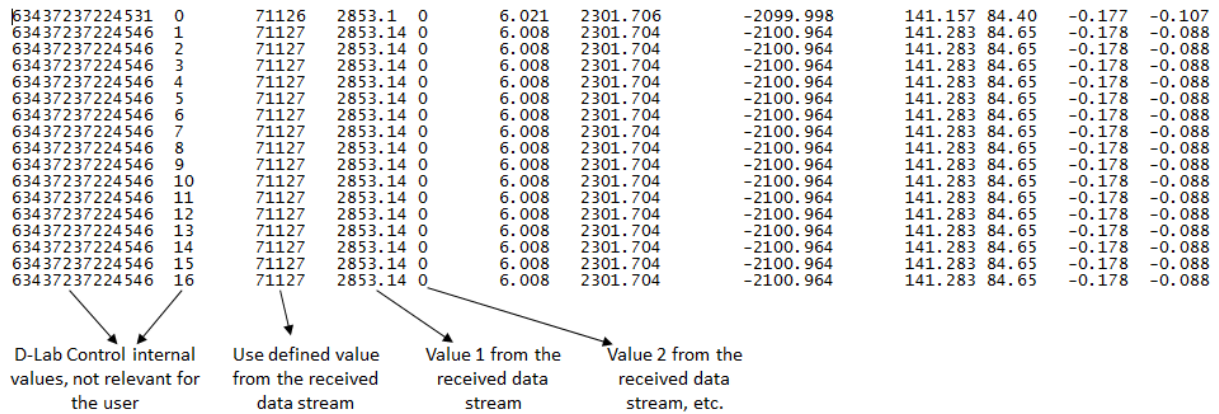 63437237224531 0 71126 2853.1 0 6.021 2301.706 -2099.998 141.157 84.40 -0.177 -0.107
63437237224546 1 71127 2853.14 0 6.008 2301.704 -2100.964 141.283 84.65 -0.178 -0.088
63437237224546 2 71127 2853.14 0 6.008 2301.704 -2100.964 141.283 84.65 -0.178 -0.088
63437237224546 3 71127 2853.14 0 6.008 2301.704 -2100.964 141.283 84.65 -0.178 -0.088
63437237224546 4 71127 2853.14 0 6.008 2301.704 -2100.964 141.283 84.65 -0.178 -0.088
63437237224546 5 71127 2853.14 0 6.008 2301.704 -2100.964 141.283 84.65 -0.178 -0.088
63437237224546 6 71127 2853.14 0 6.008 2301.704 -2100.964 141.283 84.65 -0.178 -0.088
63437237224546 7 71127 2853.14 0 6.008 2301.704 -2100.964 141.283 84.65 -0.178 -0.088
63437237224546 8 71127 2853.14 0 6.008 2301.704 -2100.964 141.283 84.65 -0.178 -0.088
63437237224546 9 71127 2853.14 0 6.008 2301.704 -2100.964 141.283 84.65 -0.178 -0.088
63437237224546 10 71127 2853.14 0 6.008 2301.704 -2100.964 141.283 84.65 -0.178 -0.088
63437237224546 11 71127 2853.14 0 6.008 2301.704 -2100.964 141.283 84.65 -0.178 -0.088
63437237224546 12 71127 2853.14 0 6.008 2301.704 -2100.964 141.283 84.65 -0.178 -0.088
63437237224546 13 71127 2853.14 0 6.008 2301.704 -2100.964 141.283 84.65 -0.178 -0.088
63437237224546 14 71127 2853.14 0 6.008 2301.704 -2100.964 141.283 84.65 -0.178 -0.088
63437237224546 15 71127 2853.14 0 6.008 2301.704 -2100.964 141.283 84.65 -0.178 -0.088
63437237224546 16 71127 2853.14 0 6.008 2301.704 -2100.964 141.283 84.65 -0.178 -0.088
D-Lab Control internal
values, not relevant for
the user
Use defined value
from the received
data stream
Value 1 from the
received data
stream
Value 2 from the
received data
stream, etc.